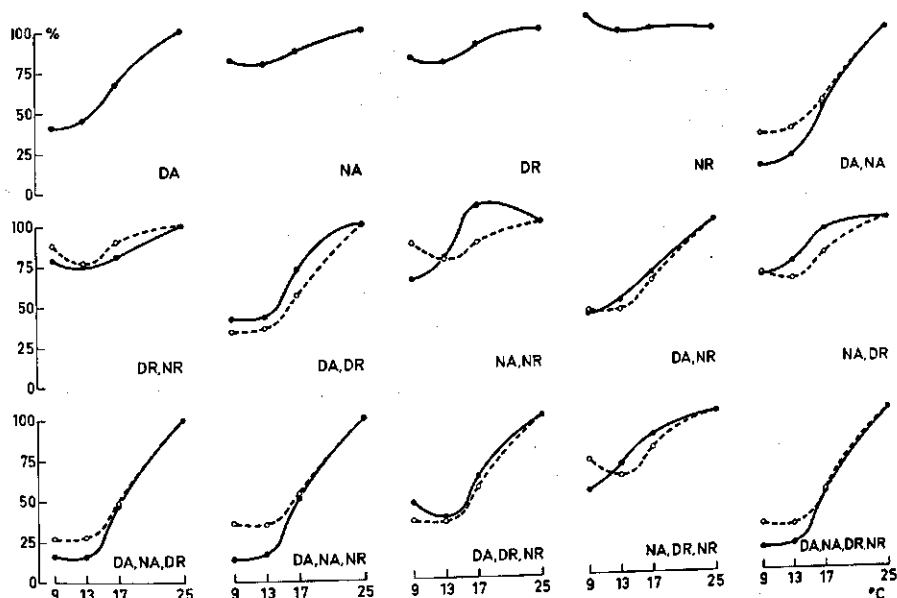 100 %
75
50
25
0
DA
NA
DR
NR
DA, NA
100
75
50
25
0
DR, NR
DA, DR
NA, NR
DA, NR
NA, DR
100
75
50
25
0
DA, NA, DR
DA, NA, NR
DA, DR, NR
NA, DR, NR
DA, NA, DR, NR
9 13 17 25
9 13 17 25
9 13 17 25
9 13 17 25
9 13 17 25
°C